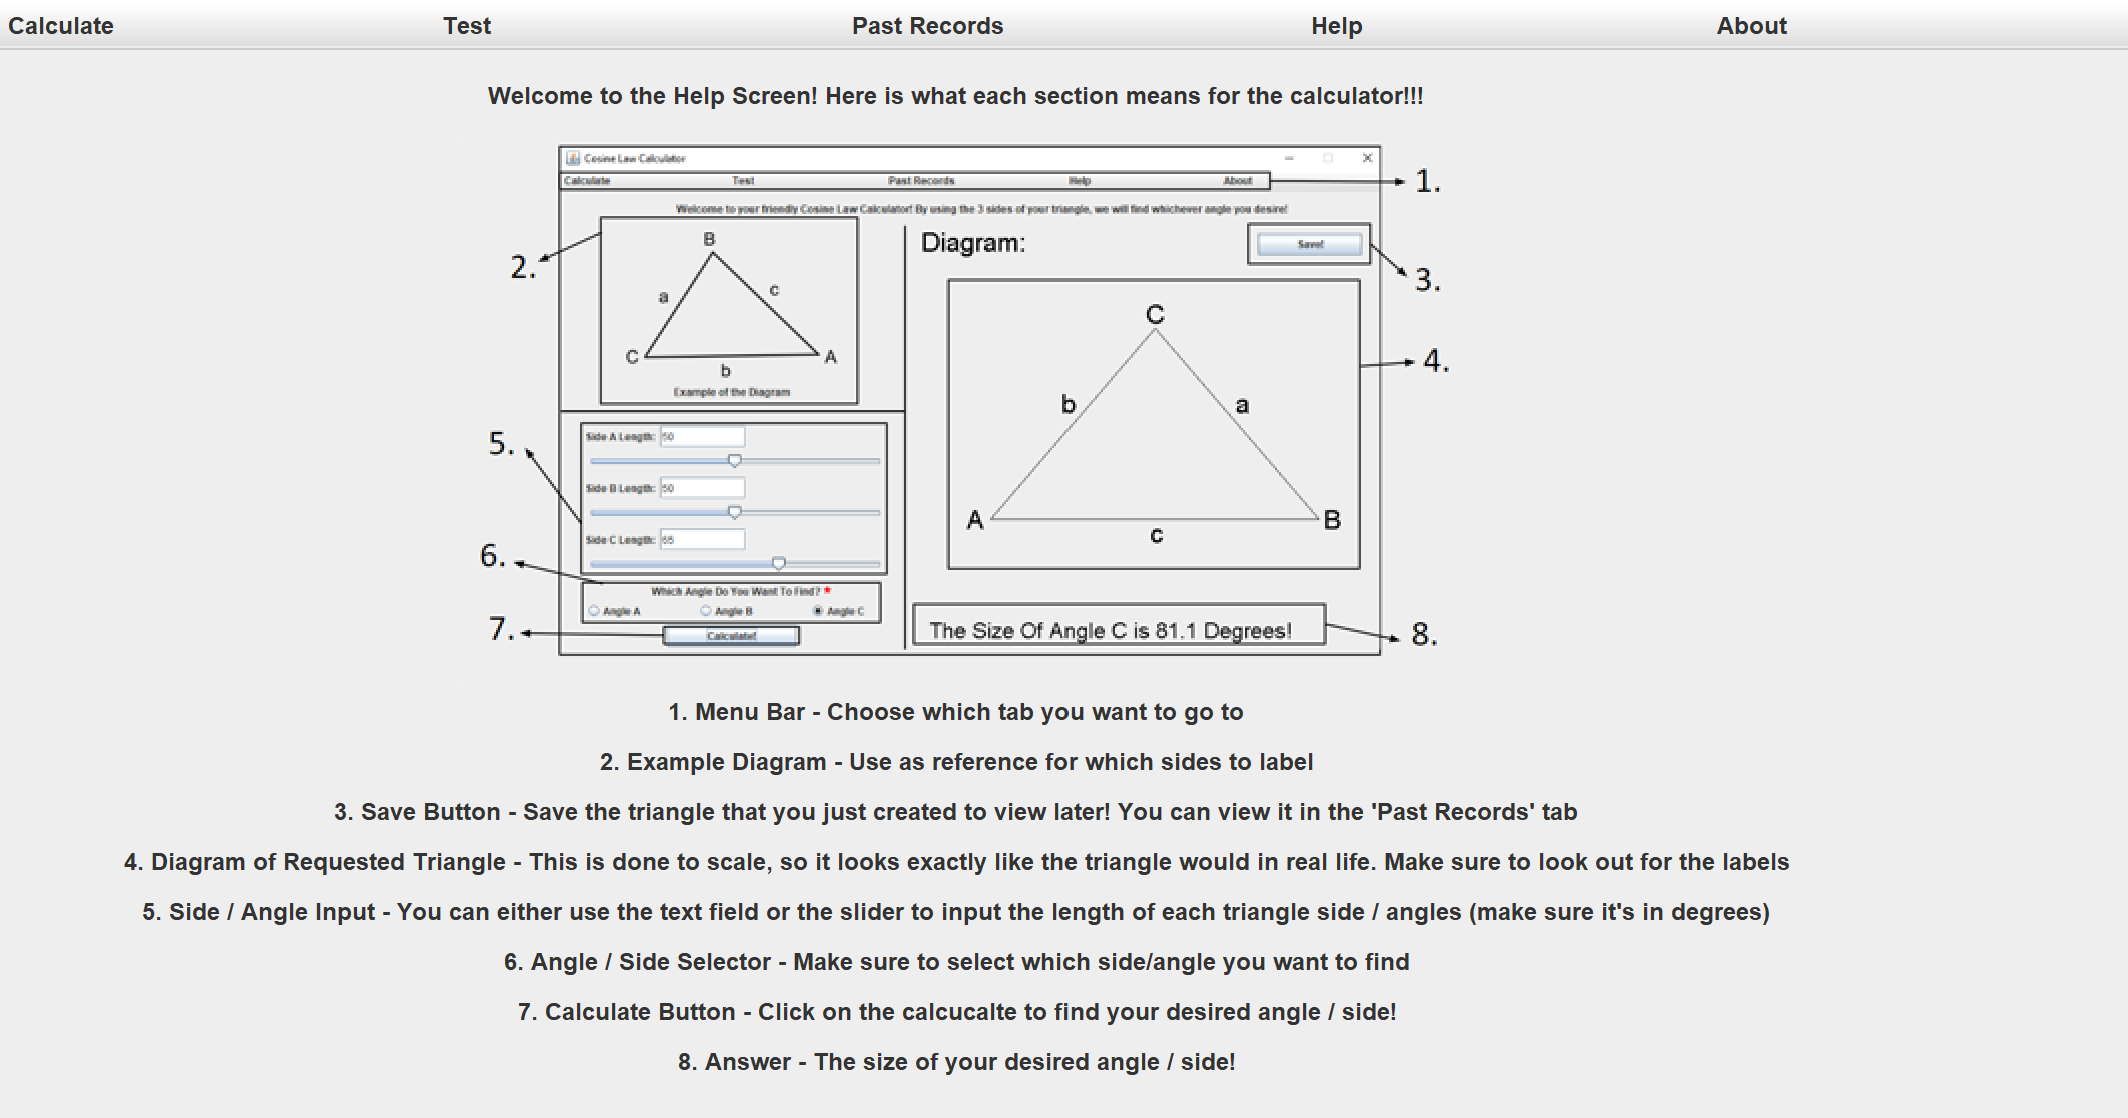 Calculate Test Past Records Help About
Welcome to the Help Screen! Here is what each section means for the calculator!!!
Cosine Law Calculator
Calculate Test Past Records Help About
1.
Welcome to your friendly Cosine Law Calculator! By using the 3 sides of your triangle, we will find whichever angle you desire!
2.
B
a
c
C
A
b
Example of the Diagram
Diagram:
Save!
3.
C
b
a
A
B
c
4.
5.
Side A Length: 50
Side B Length: 50
Side C Length: 65
6.
Which Angle Do You Want To Find? *
Angle A Angle B Angle C
7.
Calculate!
The Size Of Angle C is 81.1 Degrees!
8.
1. Menu Bar - Choose which tab you want to go to
2. Example Diagram - Use as reference for which sides to label
3. Save Button - Save the triangle that you just created to view later! You can view it in the 'Past Records' tab
4. Diagram of Requested Triangle - This is done to scale, so it looks exactly like the triangle would in real life. Make sure to look out for the labels
5. Side / Angle Input - You can either use the text field or the slider to input the length of each triangle side / angles (make sure it's in degrees)
6. Angle / Side Selector - Make sure to select which side/angle you want to find
7. Calculate Button - Click on the calcucalte to find your desired angle / side!
8. Answer - The size of your desired angle / side!